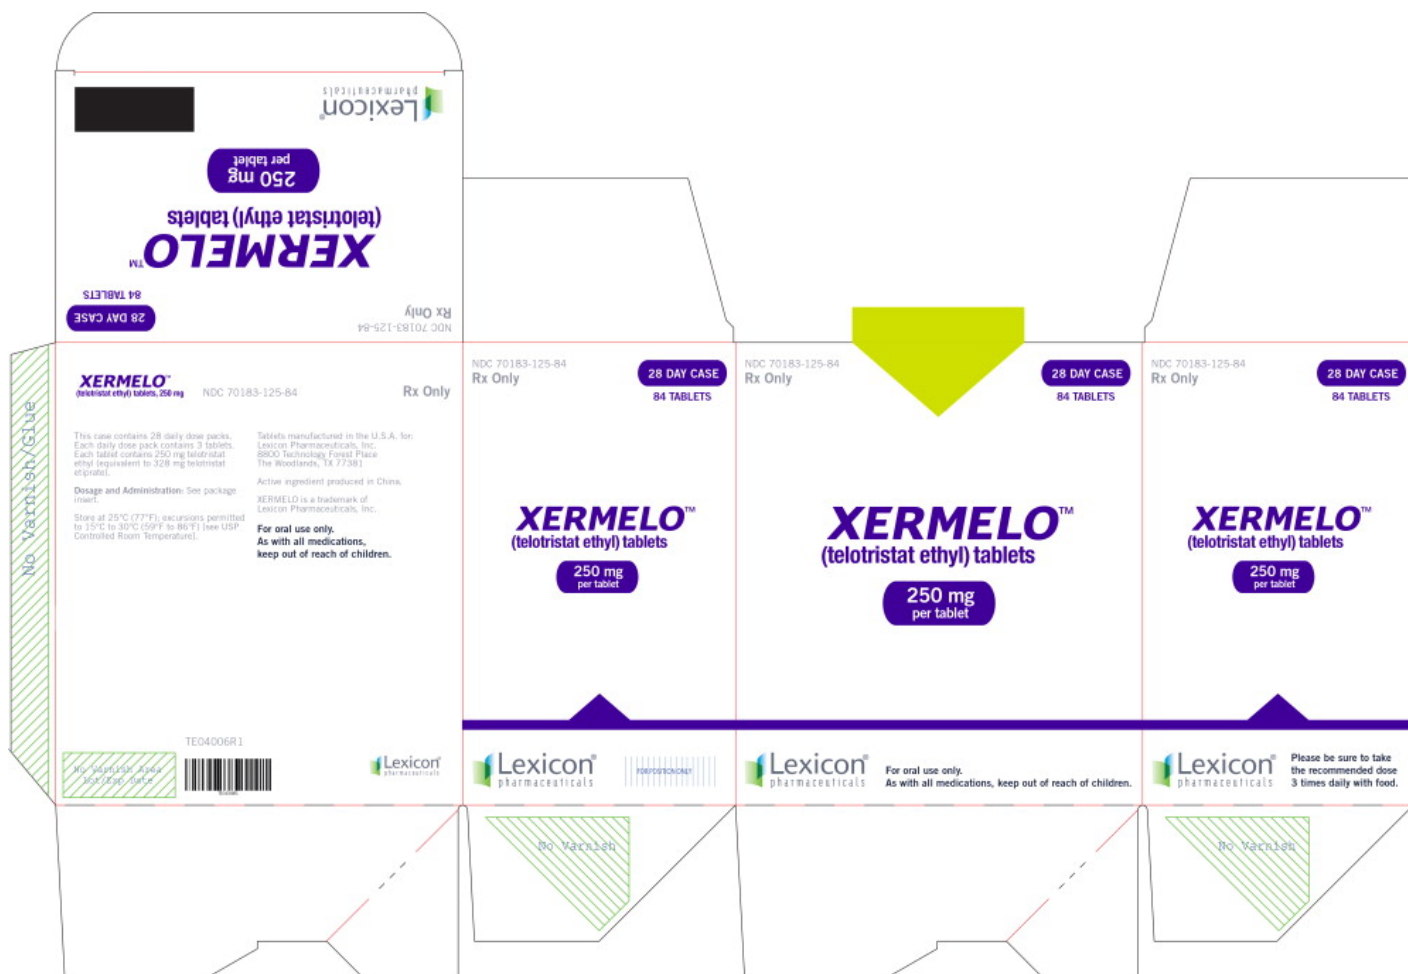 Lexicon®
pharmaceuticals
250 mg
per tablet
XERMELO™
(telotristat ethyl) tablets
28 DAY CASE
84 TABLETS
NDC 70183-125-84
Rx Only
No Varnish/Glue
XERMELO™
(telotristat ethyl) tablets, 250 mg
NDC 70183-125-84
Rx Only
This case contains 28 daily dose packs.
Each daily dose pack contains 3 tablets.
Each tablet contains 250 mg telotristat
ethyl (equivalent to 328 mg telotristat
etiprate).
Dosage and Administration: See package
insert.
Store at 25°C (77°F); excursions permitted
to 15°C to 30°C (59°F to 86°F) [see USP
Controlled Room Temperature].
Tablets manufactured in the U.S.A. for:
Lexicon Pharmaceuticals, Inc.
8800 Technology Forest Place
The Woodlands, TX 77381
Active ingredient produced in China.
XERMELO is a trademark of
Lexicon Pharmaceuticals, Inc.
For oral use only.
As with all medications,
keep out of reach of children.
TE04006R1
No Varnish Area
Lot/Exp Date
Lexicon
pharmaceuticals
NDC 70183-125-84
Rx Only
28 DAY CASE
84 TABLETS
XERMELO™
(telotristat ethyl) tablets
250 mg
per tablet
Lexicon®
pharmaceuticals
FOR POSITION ONLY
No Varnish
NDC 70183-125-84
Rx Only
28 DAY CASE
84 TABLETS
XERMELO™
(telotristat ethyl) tablets
250 mg
per tablet
Lexicon®
pharmaceuticals
For oral use only.
As with all medications, keep out of reach of children.
NDC 70183-125-84
Rx Only
28 DAY CASE
84 TABLETS
XERMELO™
(telotristat ethyl) tablets
250 mg
per tablet
Lexicon®
pharmaceuticals
Please be sure to take
the recommended dose
3 times daily with food.
No Varnish